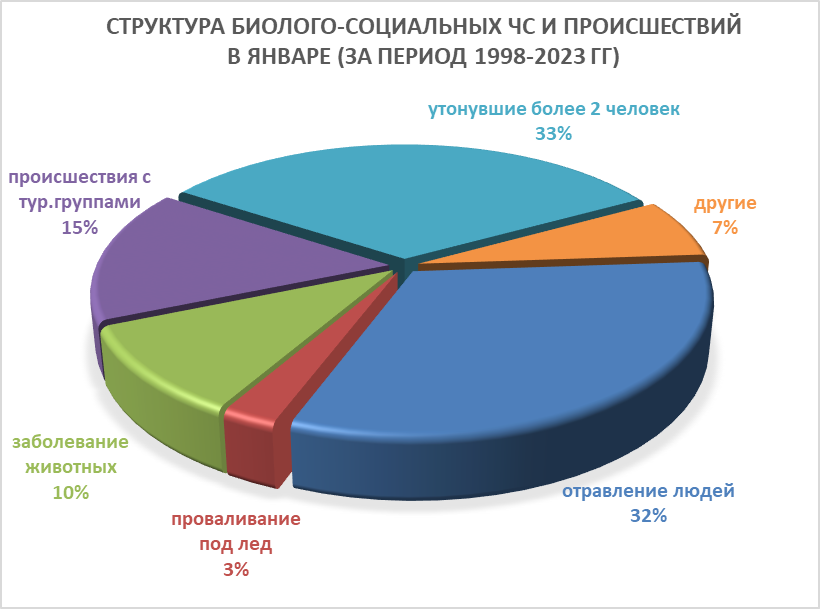 СТРУКТУРА БИОЛОГО-СОЦИАЛЬНЫХ ЧС И ПРОИСШЕСТВИЙ
В ЯНВАРЕ (ЗА ПЕРИОД 1998-2023 ГГ)
утонувшие более 2 человек
33%
происшествия с
тур.группами
15%
другие
7%
заболевание
животных
10%
отравление людей
32%
проваливание
под лед
3%